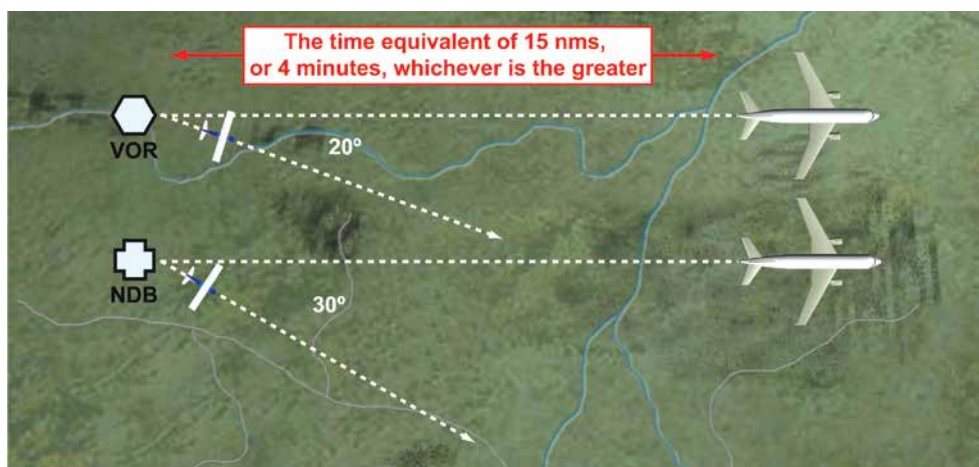 The time equivalent of 15 nms,
or 4 minutes, whichever is the greater
VOR
20º
NDB
30º